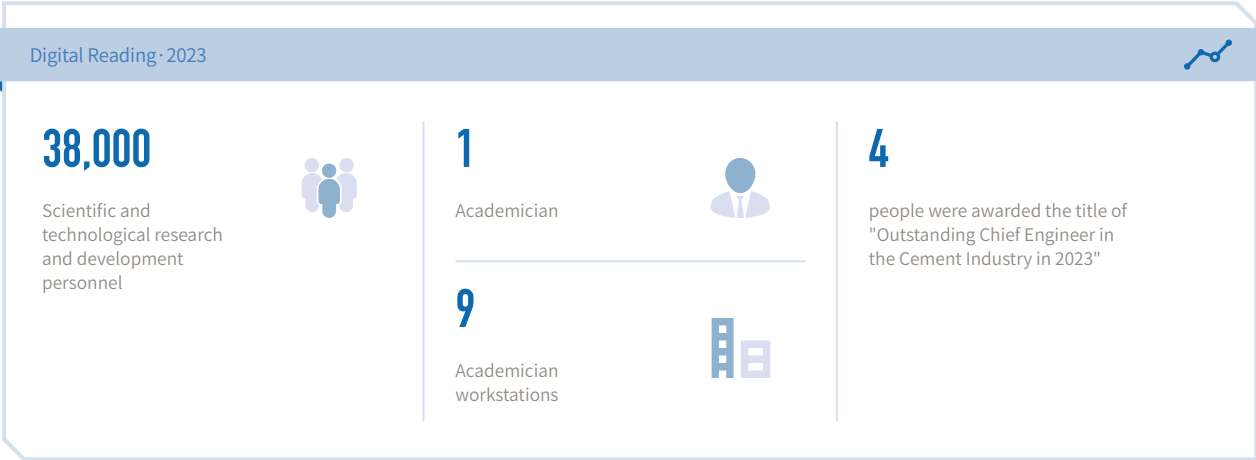 Digital Reading · 2023
38,000
Scientific and
technological research
and development
personnel
1
Academician
9
Academician
workstations
4
people were awarded the title of
"Outstanding Chief Engineer in
the Cement Industry in 2023"